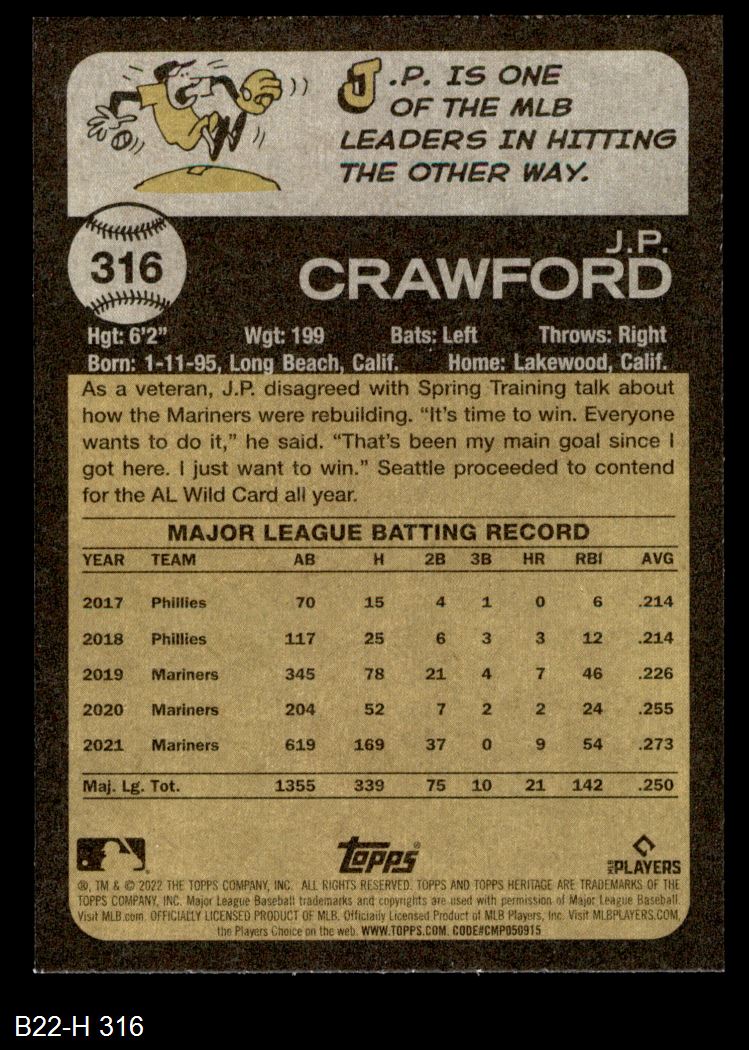 J.P. IS ONE
OF THE MLB
LEADERS IN HITTING
THE OTHER WAY.
316
J.P.
CRAWFORD
Hgt: 6'2" Wgt: 199 Bats: Left Throws: Right
Born: 1-11-95, Long Beach, Calif. Home: Lakewood, Calif.
As a veteran, J.P. disagreed with Spring Training talk about
how the Mariners were rebuilding. “It’s time to win. Everyone
wants to do it,” he said. “That’s been my main goal since I
got here. I just want to win.” Seattle proceeded to contend
for the AL Wild Card all year.
MAJOR LEAGUE BATTING RECORD
YEAR TEAM AB H 2B 3B HR RBI AVG
2017 Phillies 70 15 4 1 0 6 .214
2018 Phillies 117 25 6 3 3 12 .214
2019 Mariners 345 78 21 4 7 46 .226
2020 Mariners 204 52 7 2 2 24 .255
2021 Mariners 619 169 37 0 9 54 .273
Maj. Lg. Tot. 1355 339 75 10 21 142 .250
Topps®
MLB PLAYERS
®, TM & © 2022 THE TOPPS COMPANY, INC. ALL RIGHTS RESERVED. TOPPS AND TOPPS HERITAGE ARE TRADEMARKS OF THE
TOPPS COMPANY, INC. Major League Baseball trademarks and copyrights are used with permission of Major League Baseball.
Visit MLB.com. OFFICIALLY LICENSED PRODUCT OF MLB. Officially Licensed Product of MLB Players, Inc. Visit MLBPLAYERS.COM,
the Players Choice on the web. WWW.TOPPS.COM. CODE#CMP050915
B22-H 316